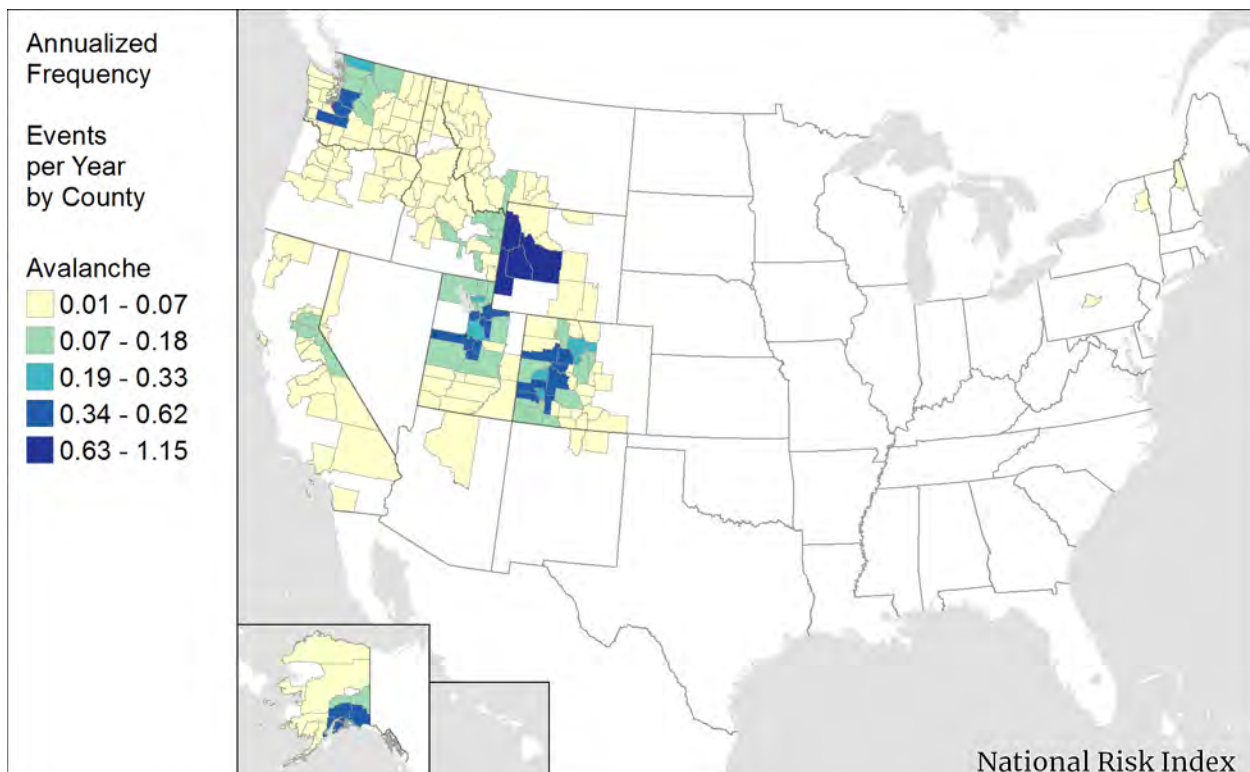 Annualized
Frequency
Events
per Year
by County
Avalanche
0.01 - 0.07
0.07 - 0.18
0.19 - 0.33
0.34 - 0.62
0.63 - 1.15
National Risk Index